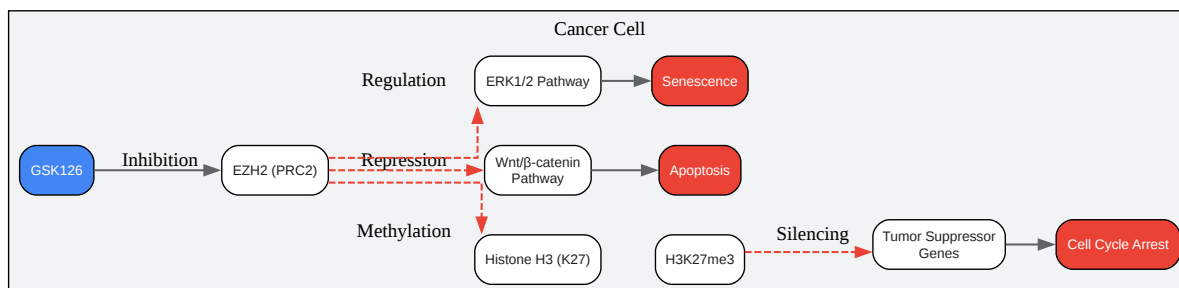 Cancer Cell
Regulation
ERK1/2 Pathway
Senescence
GSK126
Inhibition
EZH2 (PRC2)
Repression
Wnt/β-catenin
Pathway
Apoptosis
Methylation
Histone H3 (K27)
H3K27me3
Silencing
Tumor Suppressor
Genes
Cell Cycle Arrest